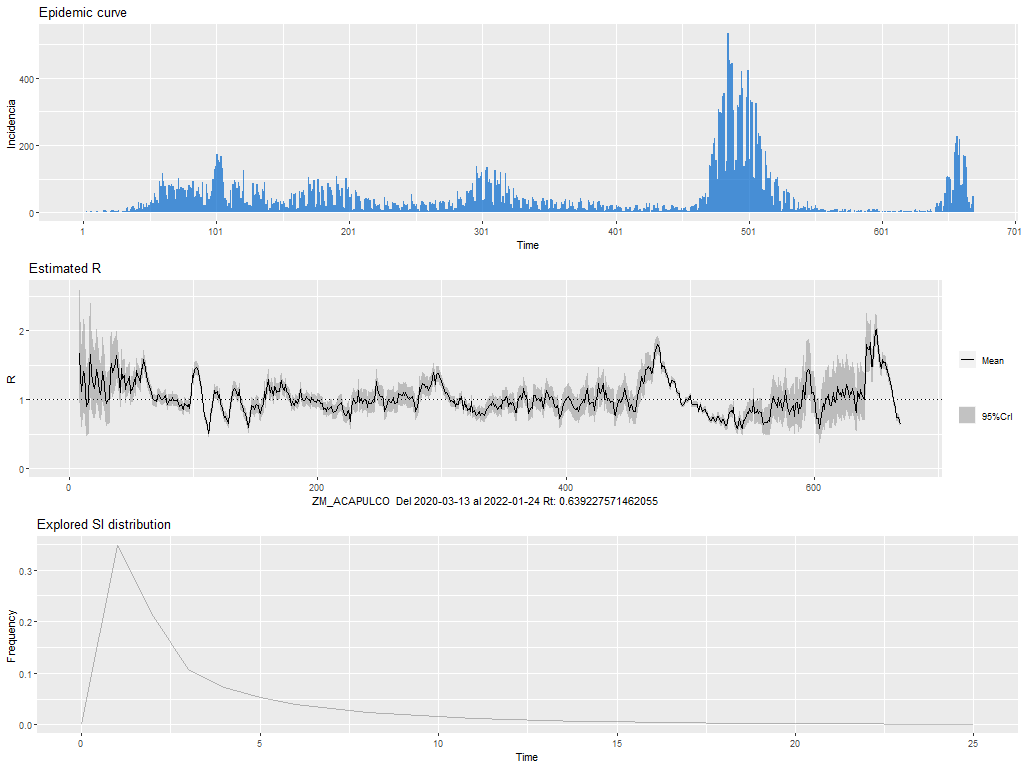 Epidemic curve
Incidencia
400
200
0
1
101
201
301
401
501
601
701
Time
Estimated R
R
2
1
0
0
200
400
600
Mean
95%CrI
ZM_ACAPULCO Del 2020-03-13 al 2022-01-24 Rt: 0.639227571462055
Explored SI distribution
Frequency
0.3
0.2
0.1
0.0
0
5
10
15
20
25
Time